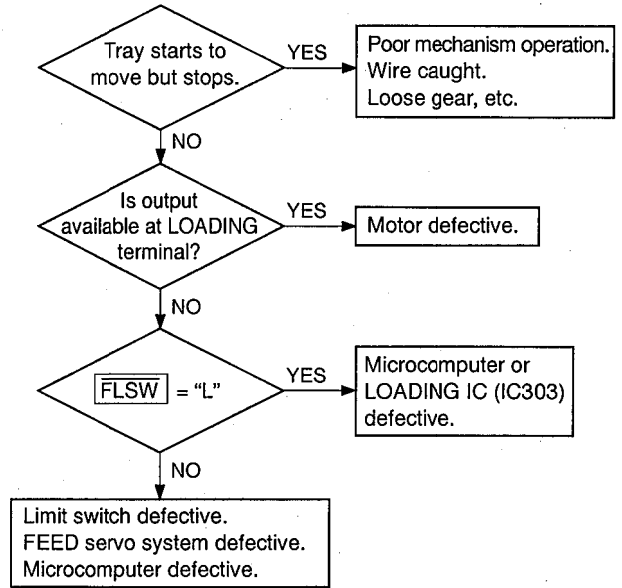 Tray starts to
move but stops.
YES
Poor mechanism operation.
Wire caught.
Loose gear, etc.
NO
Is output
available at LOADING
terminal?
YES
Motor defective.
NO
FLSW = “L”
YES
Microcomputer or
LOADING IC (IC303)
defective.
NO
Limit switch defective.
FEED servo system defective.
Microcomputer defective.